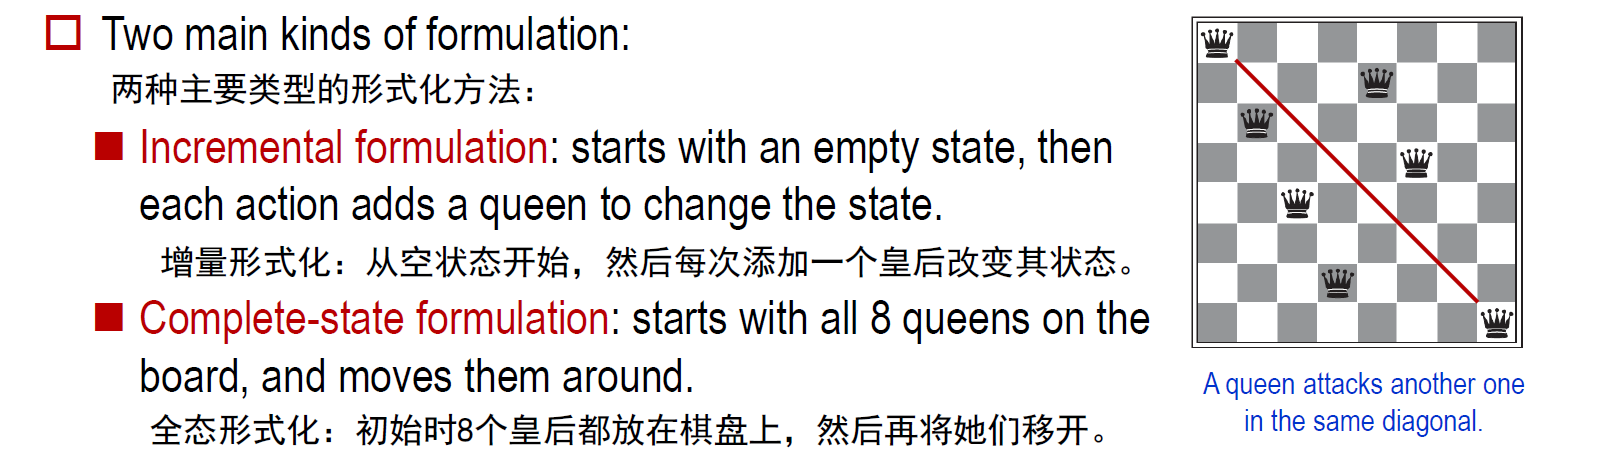 Two main kinds of formulation:
两种主要类型的形式化方法：
Incremental formulation: starts with an empty state, then
each action adds a queen to change the state.
增量形式化：从空状态开始，然后每次添加一个皇后改变其状态。
Complete-state formulation: starts with all 8 queens on the
board, and moves them around.
全态形式化：初始时8个皇后都放在棋盘上，然后再将她们移开。
A queen attacks another one
in the same diagonal.